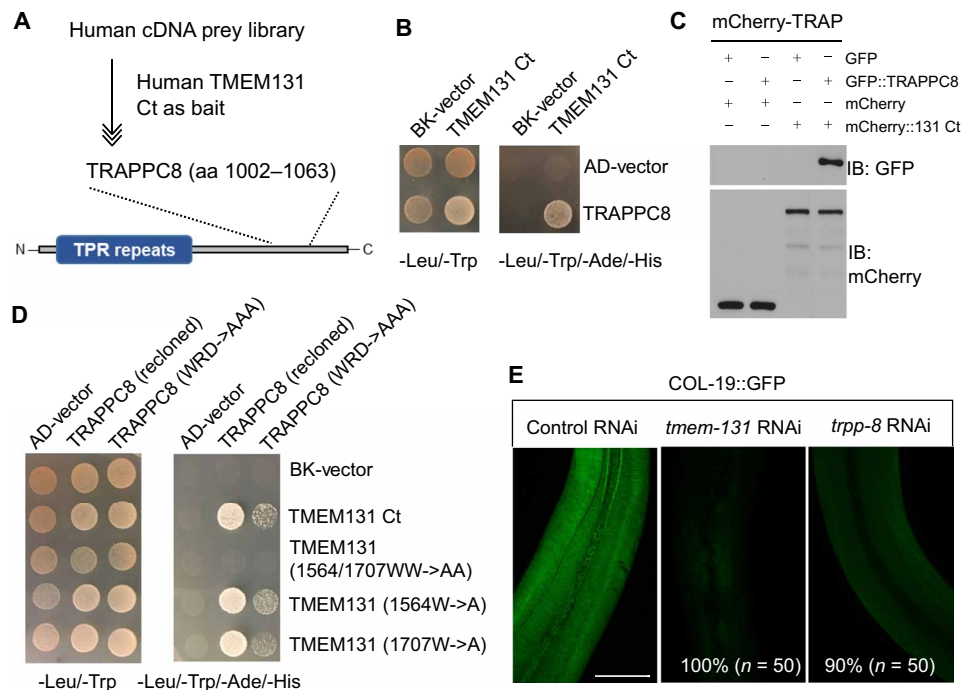 A
Human cDNA prey library
Human TMEM131
Ct as bait
TRAPPC8 (aa 1002–1063)
N
TPR repeats
C
B
BK-vector
TMEM131 Ct
BK-vector
TMEM131 Ct
AD-vector
TRAPPC8
-Leu/-Trp
-Leu/-Trp/-Ade/-His
C
mCherry-TRAP
+ – + – GFP
– + – + GFP::TRAPPC8
+ + – – mCherry
– – + + mCherry::131 Ct
IB: GFP
IB:
mCherry
D
AD-vector
TRAPPC8 (recloned)
TRAPPC8 (WRD->AAA)
AD-vector
TRAPPC8 (recloned)
TRAPPC8 (WRD->AAA)
BK-vector
TMEM131 Ct
TMEM131
(1564/1707WW->AA)
TMEM131 (1564W->A)
TMEM131 (1707W->A)
-Leu/-Trp
-Leu/-Trp/-Ade/-His
E
COL-19::GFP
Control RNAi
tmem-131 RNAi
trpp-8 RNAi
100% (n = 50)
90% (n = 50)